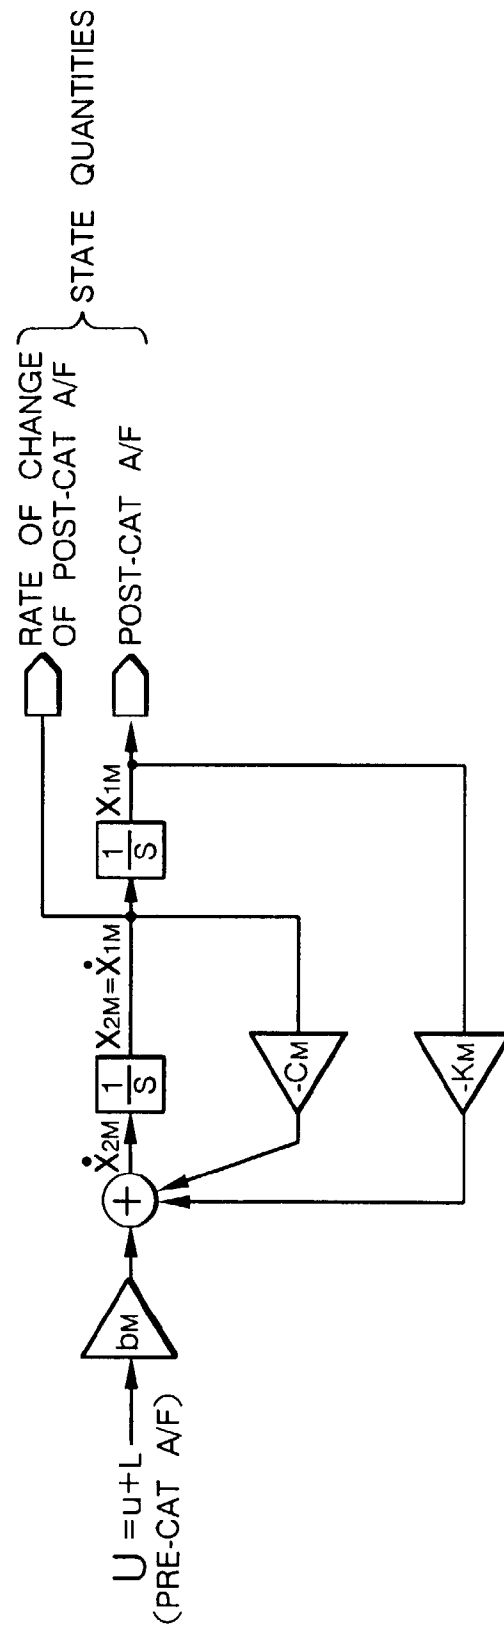 U = u+L
(PRE-CAT A/F)
bM
+
Ẋ2M
1
S
X2M=Ẋ1M
1
S
X1M
-CM
-KM
RATE OF CHANGE
OF POST-CAT A/F
POST-CAT A/F
STATE QUANTITIES